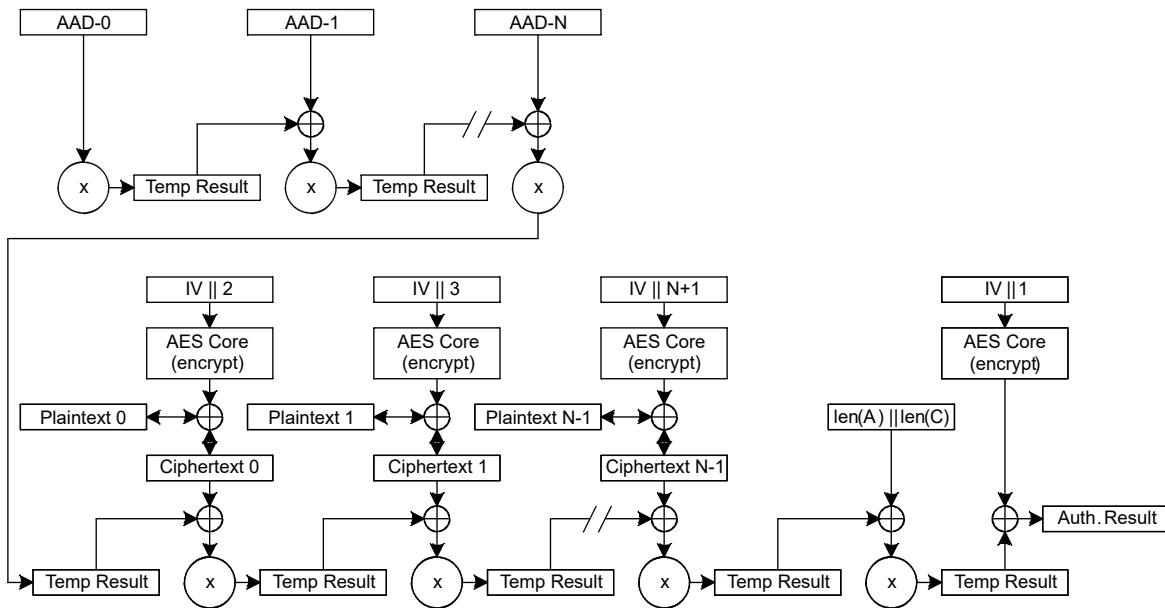 AAD-0
AAD-1
AAD-N
x
Temp Result
x
Temp Result
x
IV || 2
IV || 3
IV || N+1
IV || 1
AES Core
(encrypt)
AES Core
(encrypt)
AES Core
(encrypt)
AES Core
(encrypt)
Plaintext 0
Plaintext 1
Plaintext N-1
len(A) || len(C)
Ciphertext 0
Ciphertext 1
Ciphertext N-1
Auth. Result
Temp Result
x
Temp Result
x
Temp Result
x
Temp Result
x
Temp Result